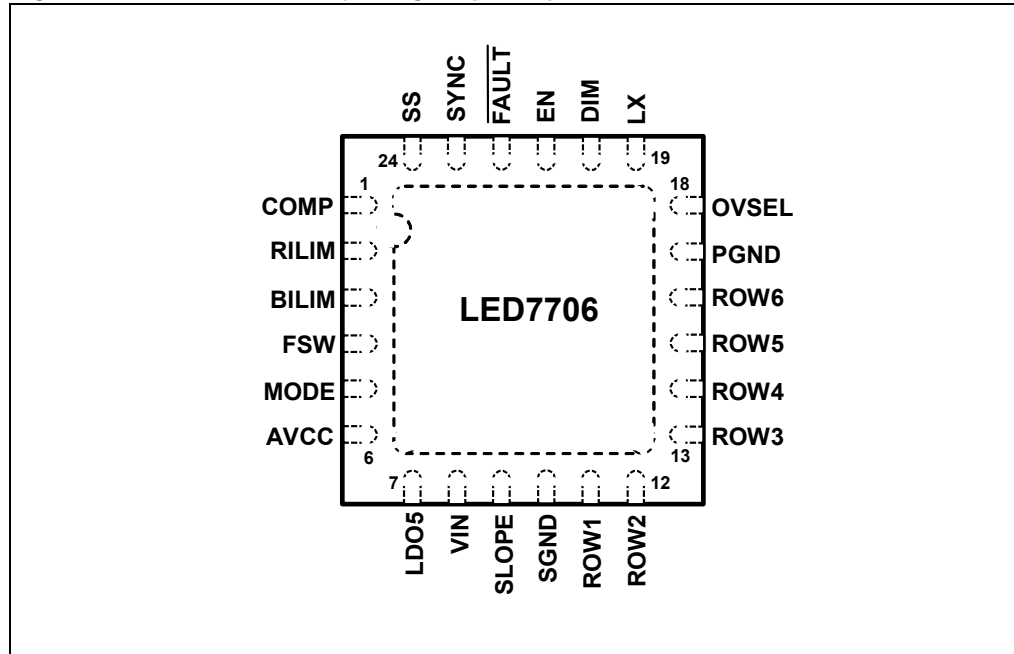 SS
SYNC
FAULT
EN
DIM
LX
24
19
1
18
COMP
OVSEL
RILIM
PGND
BILIM
ROW6
LED7706
FSW
ROW5
MODE
ROW4
AVCC
ROW3
6
13
7
12
LDO5
VIN
SLOPE
SGND
ROW1
ROW2